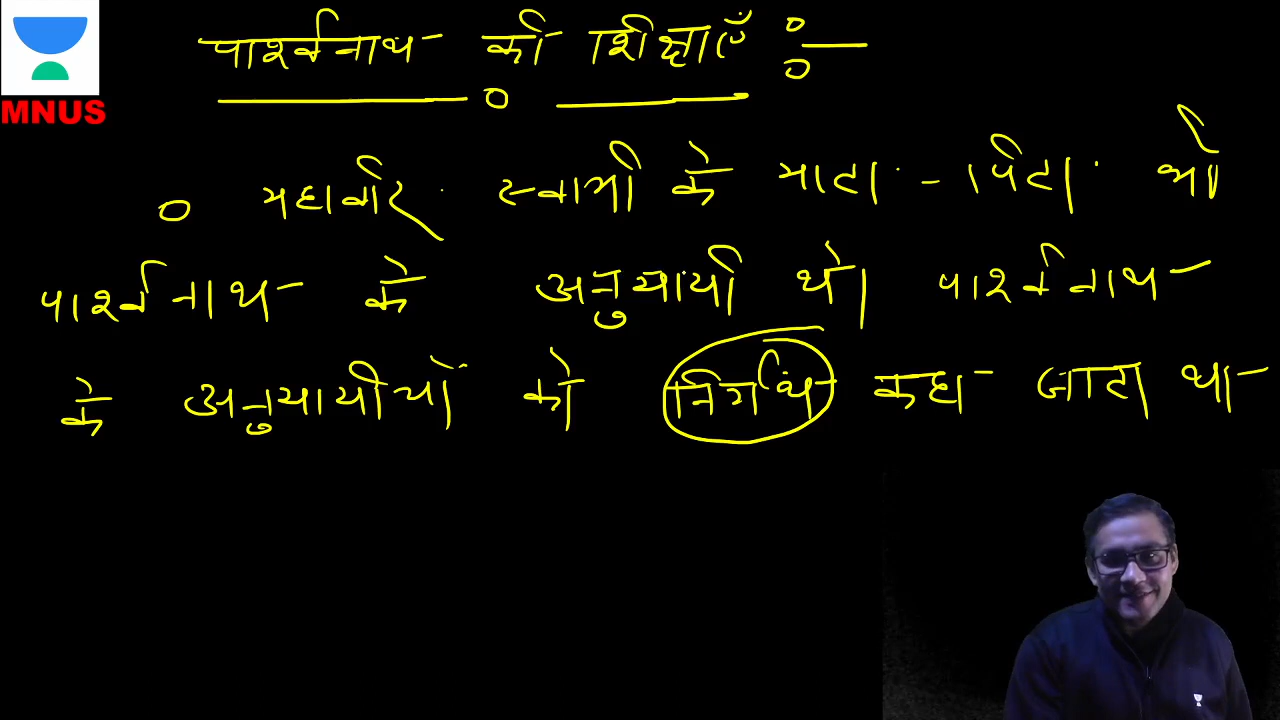 MNUS
पार्श्वनाथ की शिक्षाएँ :-
० महावीर स्वामी के माता - पिता भी
पार्श्वनाथ के अनुयायी थे। पार्श्वनाथ
के अनुयायीयों को निर्गंथ कहा जाता था